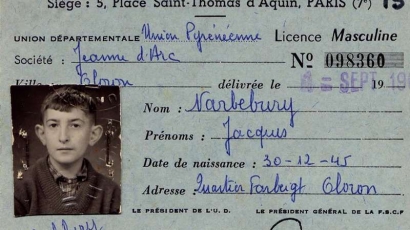 Siège : 5, Place Saint-Thomas d'Aquin, PARIS (7e)
UNION DÉPARTEMENTALE Union Pyrénéenne Licence Masculine
Société : Jeanne d'Arc No 098360
Ville : Oloron délivrée le SEPT 19
Nom : Narbebury
Prénoms : Jacques
Date de naissance : 30-12-45
Adresse : Quartier Oloron
LE PRÉSIDENT DE L'U. D. LE PRÉSIDENT GÉNÉRAL DE LA F.S.C.F